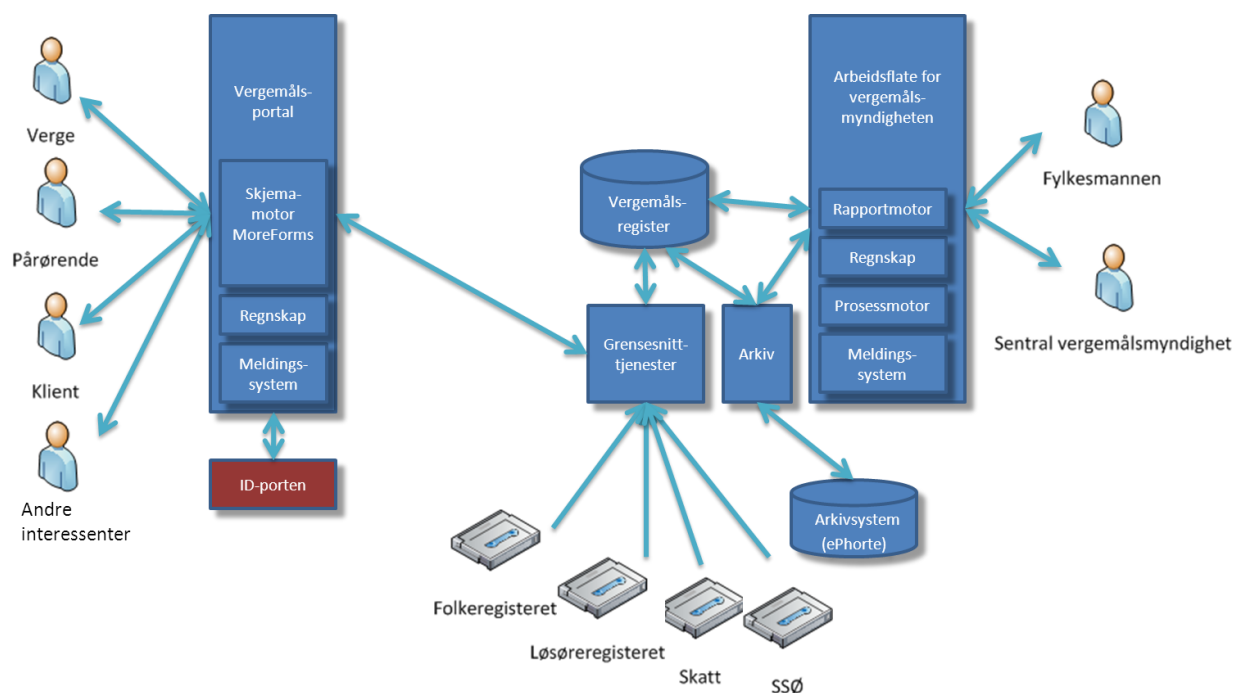 Verge
Pårørende
Klient
Andre
interessenter
Vergemåls-
portal
Skjema-
motor
MoreForms
Regnskap
Meldings-
system
ID-porten
Vergemåls-
register
Grensesnitt-
tjenester
Arkiv
Arbeidsflate for
vergemåls-
myndigheten
Rapportmotor
Regnskap
Prosessmotor
Meldings-
system
Fylkesmannen
Sentral vergemålsmyndighet
Arkivsystem
(ePhorte)
Folkeregisteret
Løsøreregisteret
Skatt
SSØ